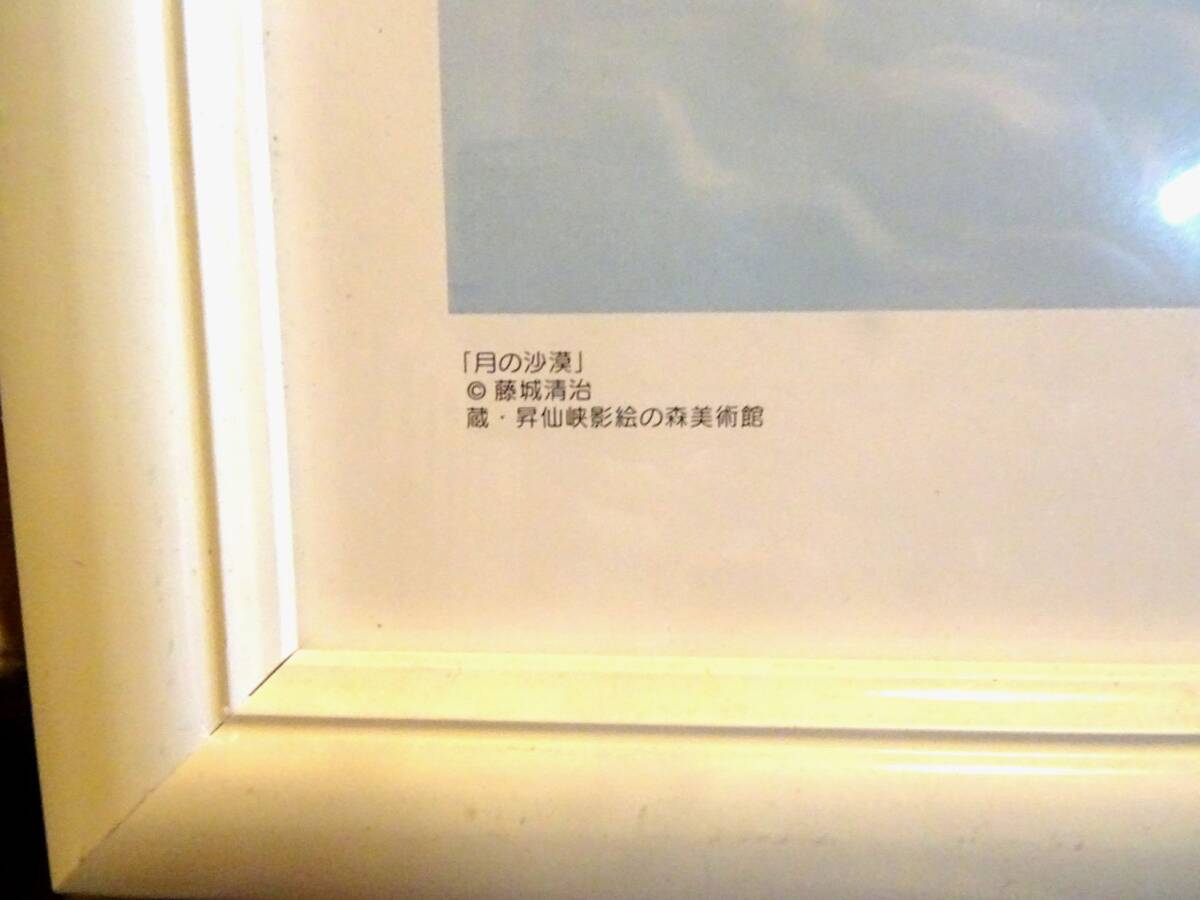 「月の沙漠」
© 藤城清治
蔵・昇仙峡影絵の森美術館